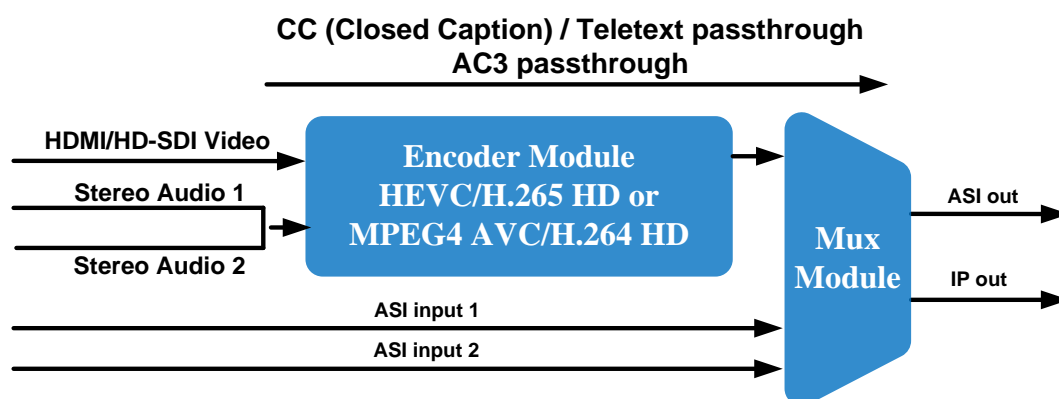 CC (Closed Caption) / Teletext passthrough
AC3 passthrough
HDMI/HD-SDI Video
Stereo Audio 1
Stereo Audio 2
Encoder Module
HEVC/H.265 HD or
MPEG4 AVC/H.264 HD
ASI input 1
ASI input 2
Mux
Module
ASI out
IP out